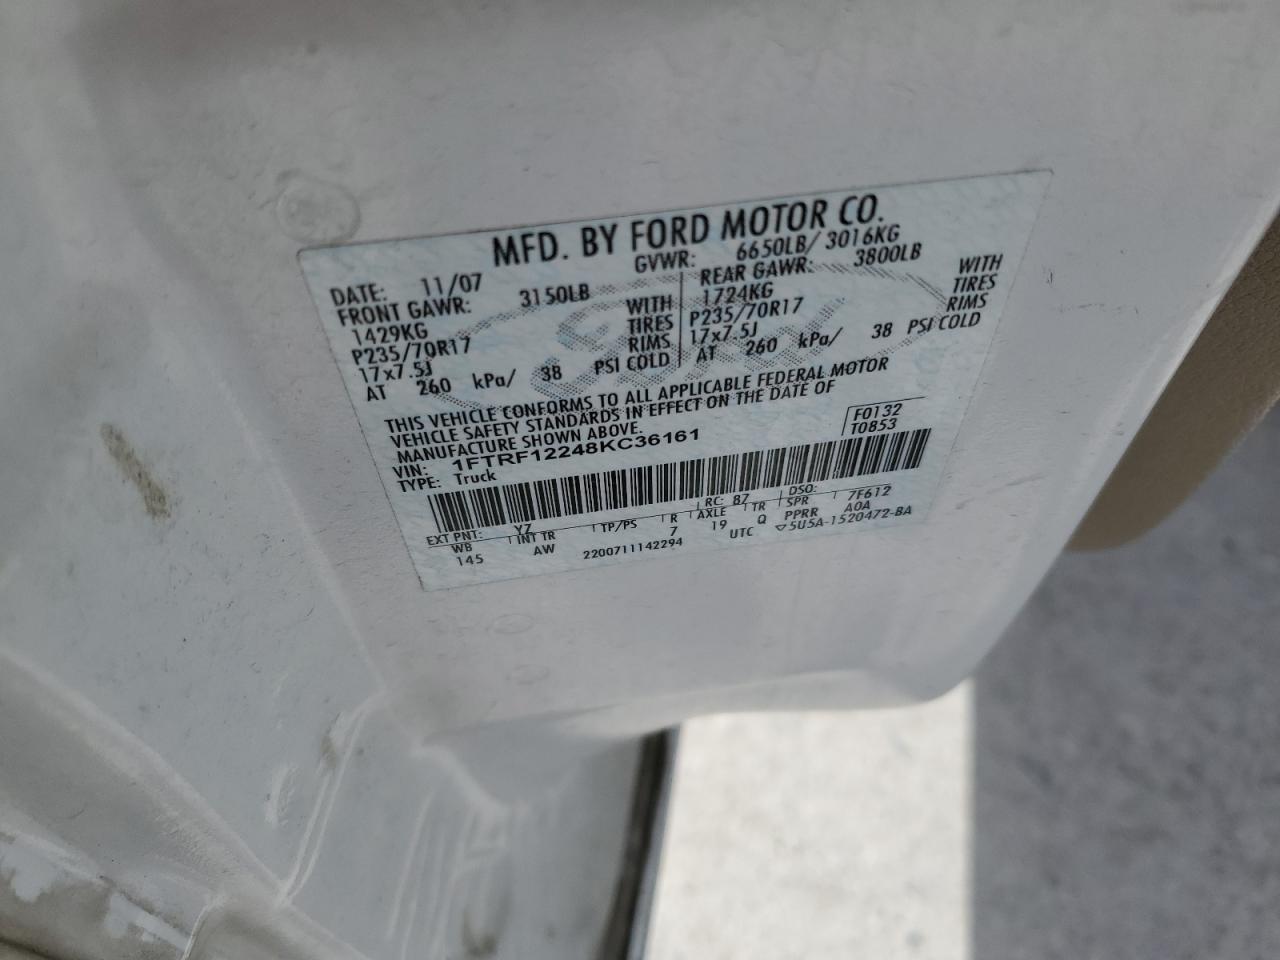 MFD. BY FORD MOTOR CO.
DATE: 11/07 GVWR: 6650LB/ 3016KG
FRONT GAWR: 3150LB REAR GAWR: 3800LB
1429KG WITH 1724KG WITH
P235/70R17 TIRES P235/70R17 TIRES
17x7.5J RIMS 17x7.5J RIMS
AT 260 kPa/ 38 PSI COLD AT 260 kPa/ 38 PSI COLD
THIS VEHICLE CONFORMS TO ALL APPLICABLE FEDERAL MOTOR
VEHICLE SAFETY STANDARDS IN EFFECT ON THE DATE OF
MANUFACTURE SHOWN ABOVE.
F0132
T0853
VIN: 1FTRF12248KC36161
TYPE: Truck
EXT PNT: YZ RC: 87 DSO: 7F612
WB INT TR TP/PS R AXLE TR SPR
145 AW 7 19 Q PPRR A0A
2200711142294 UTC ▽5U5A-1520472-BA